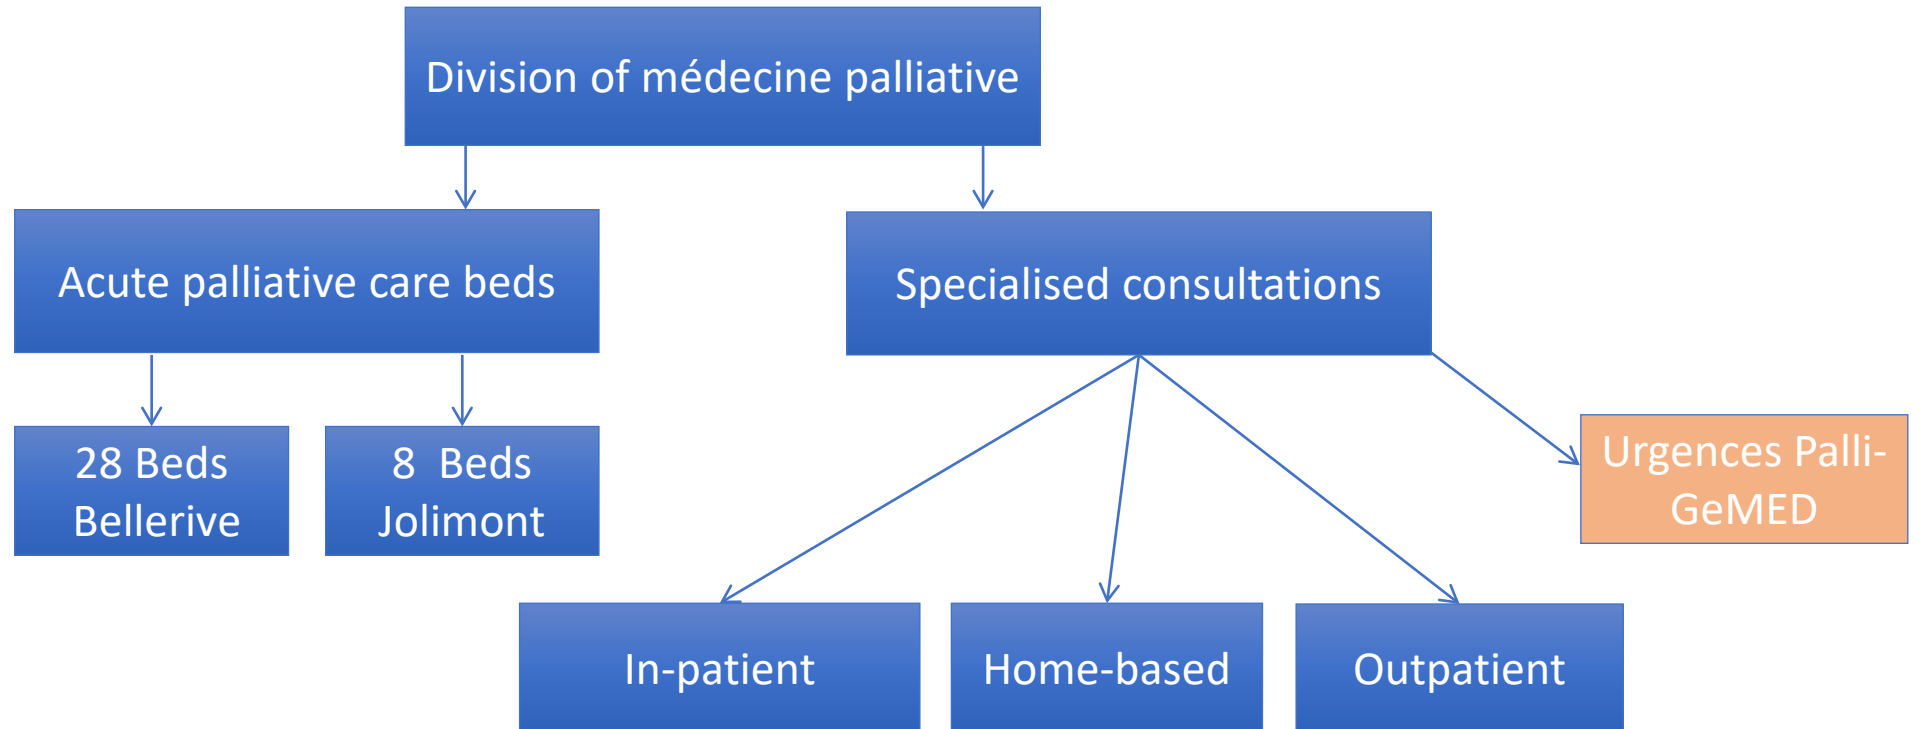 Division of médecine palliative
Acute palliative care beds
Specialised consultations
28 Beds
Bellerive
8  Beds
Jolimont
Urgences Palli-
GeMED
In-patient
Home-based
Outpatient